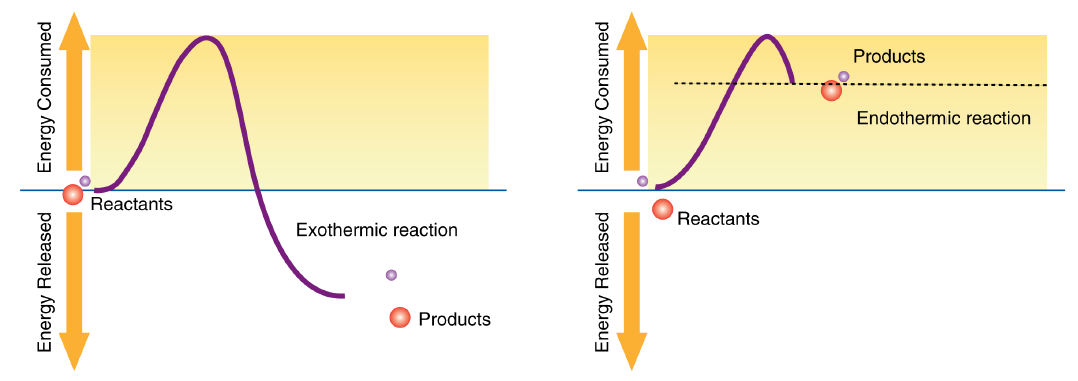 Energy Consumed
Reactants
Exothermic reaction
Energy Released
Products
Energy Consumed
Products
Endothermic reaction
Reactants
Energy Released